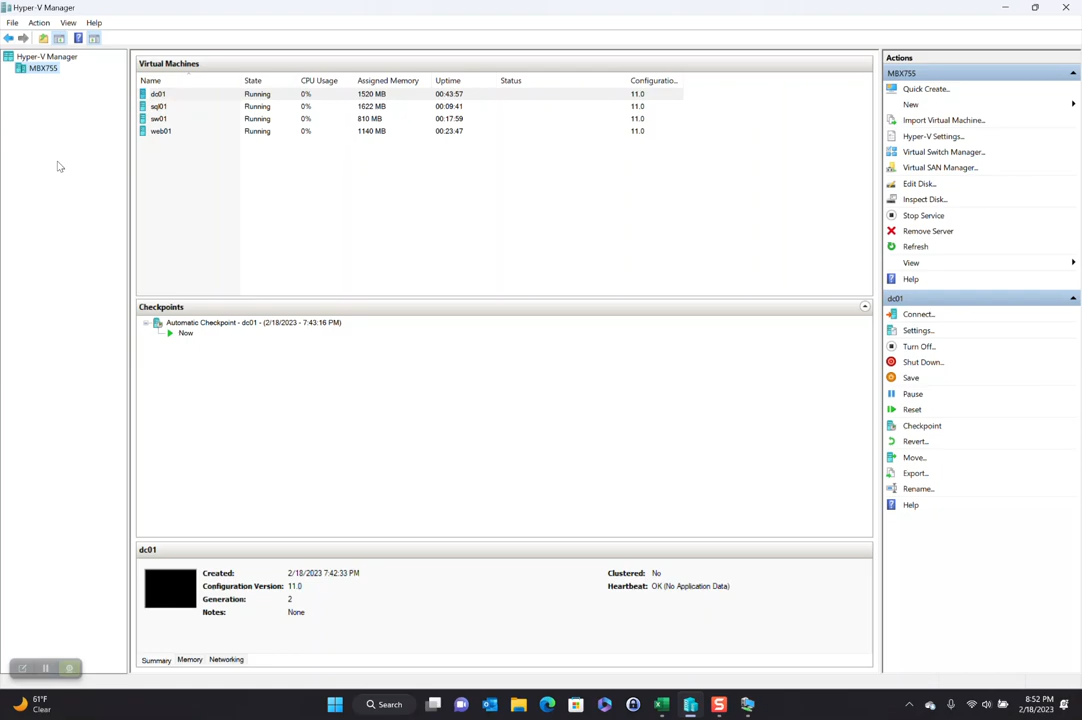 Hyper-V Manager
File Action View Help
Hyper-V Manager
MBX755
Virtual Machines
Name State CPU Usage Assigned Memory Uptime Status Configuratio...
dc01 Running 0% 1520 MB 00:43:57 11.0
sql01 Running 0% 1622 MB 00:09:41 11.0
sw01 Running 0% 810 MB 00:17:59 11.0
web01 Running 0% 1140 MB 00:23:47 11.0
Checkpoints
Automatic Checkpoint - dc01 - (2/18/2023 - 7:43:16 PM)
Now
dc01
Created: 2/18/2023 7:42:33 PM Clustered: No
Configuration Version: 11.0 Heartbeat: OK (No Application Data)
Generation: 2
Notes: None
Summary Memory Networking
Actions
MBX755
Quick Create...
New
Import Virtual Machine...
Hyper-V Settings...
Virtual Switch Manager...
Virtual SAN Manager...
Edit Disk...
Inspect Disk...
Stop Service
Remove Server
Refresh
View
Help
dc01
Connect...
Settings...
Turn Off...
Shut Down...
Save
Pause
Reset
Checkpoint
Revert...
Move...
Export...
Rename...
Help
61°F
Clear
Search
8:52 PM
2/18/2023